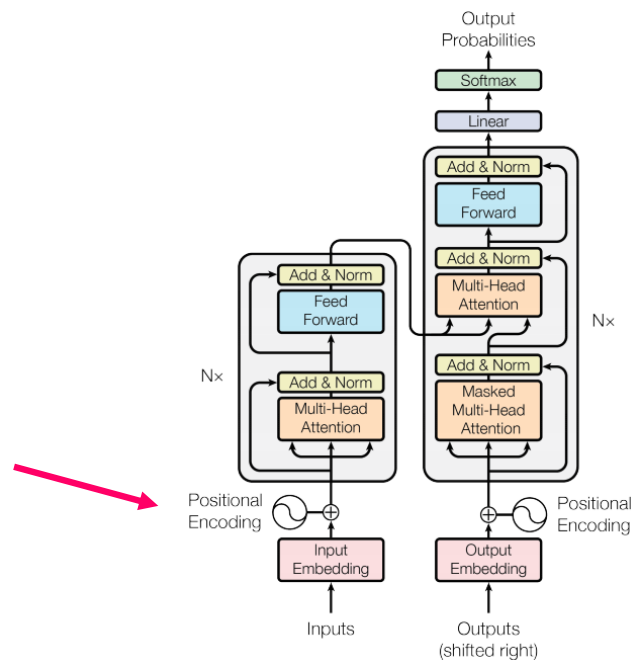 Output
Probabilities
Softmax
Linear
Add & Norm
Feed
Forward
Add & Norm
Multi-Head
Attention
Nx
Add & Norm
Masked
Multi-Head
Attention
Positional
Encoding
Output
Embedding
Outputs
(shifted right)
Add & Norm
Feed
Forward
N×
Add & Norm
Multi-Head
Attention
Positional
Encoding
Input
Embedding
Inputs